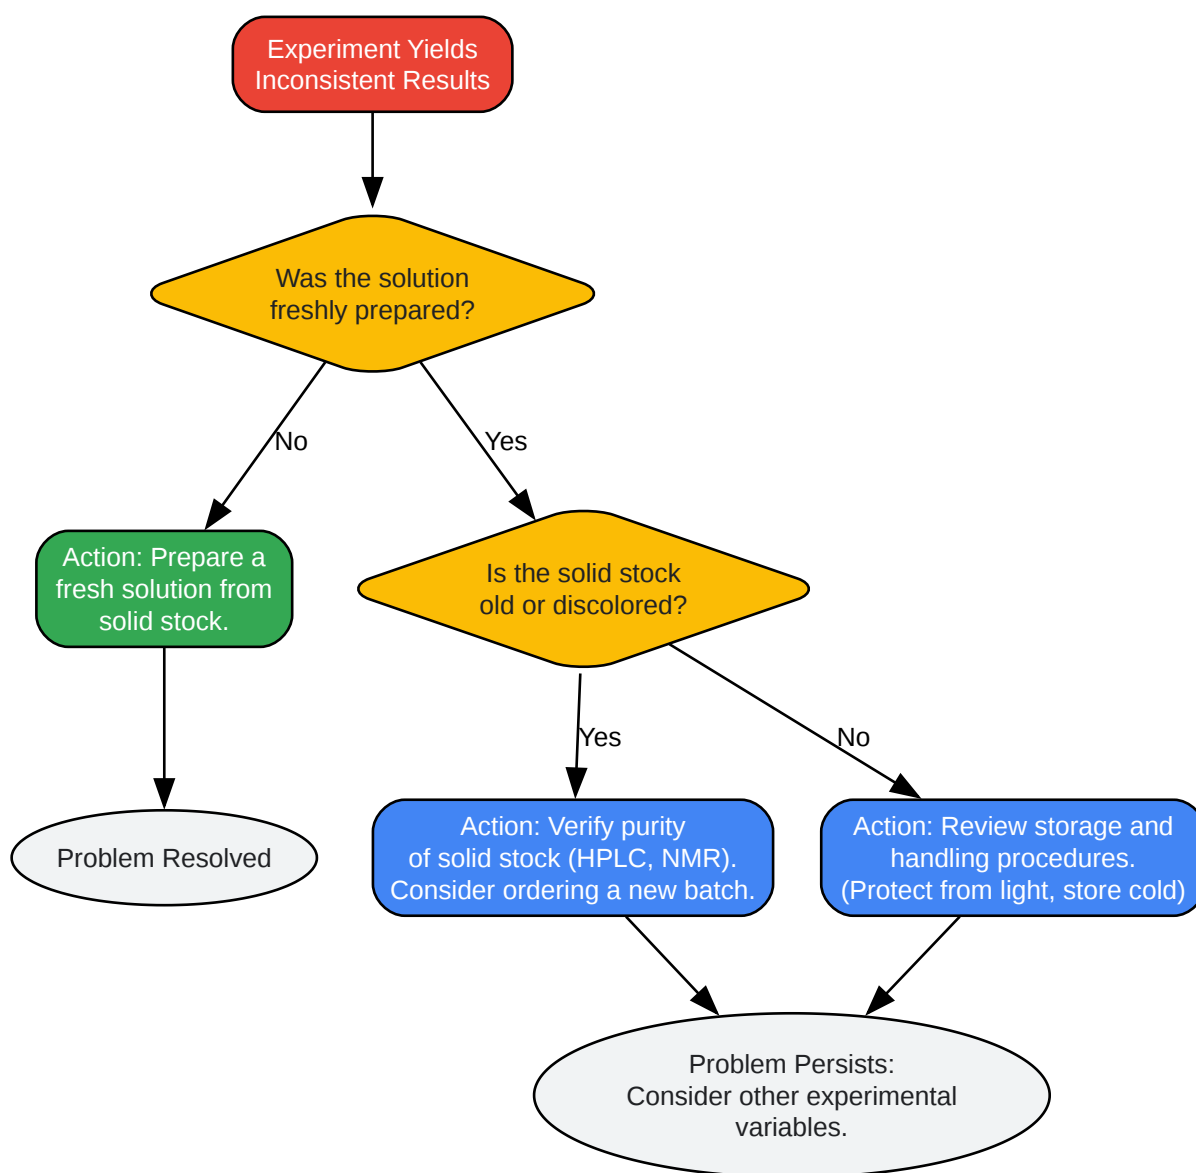 Experiment Yields
Inconsistent Results
Was the solution
freshly prepared?
No
Yes
Action: Prepare a
fresh solution from
solid stock.
Is the solid stock
old or discolored?
Yes
No
Problem Resolved
Action: Verify purity
of solid stock (HPLC, NMR).
Consider ordering a new batch.
Action: Review storage and
handling procedures.
(Protect from light, store cold)
Problem Persists:
Consider other experimental
variables.